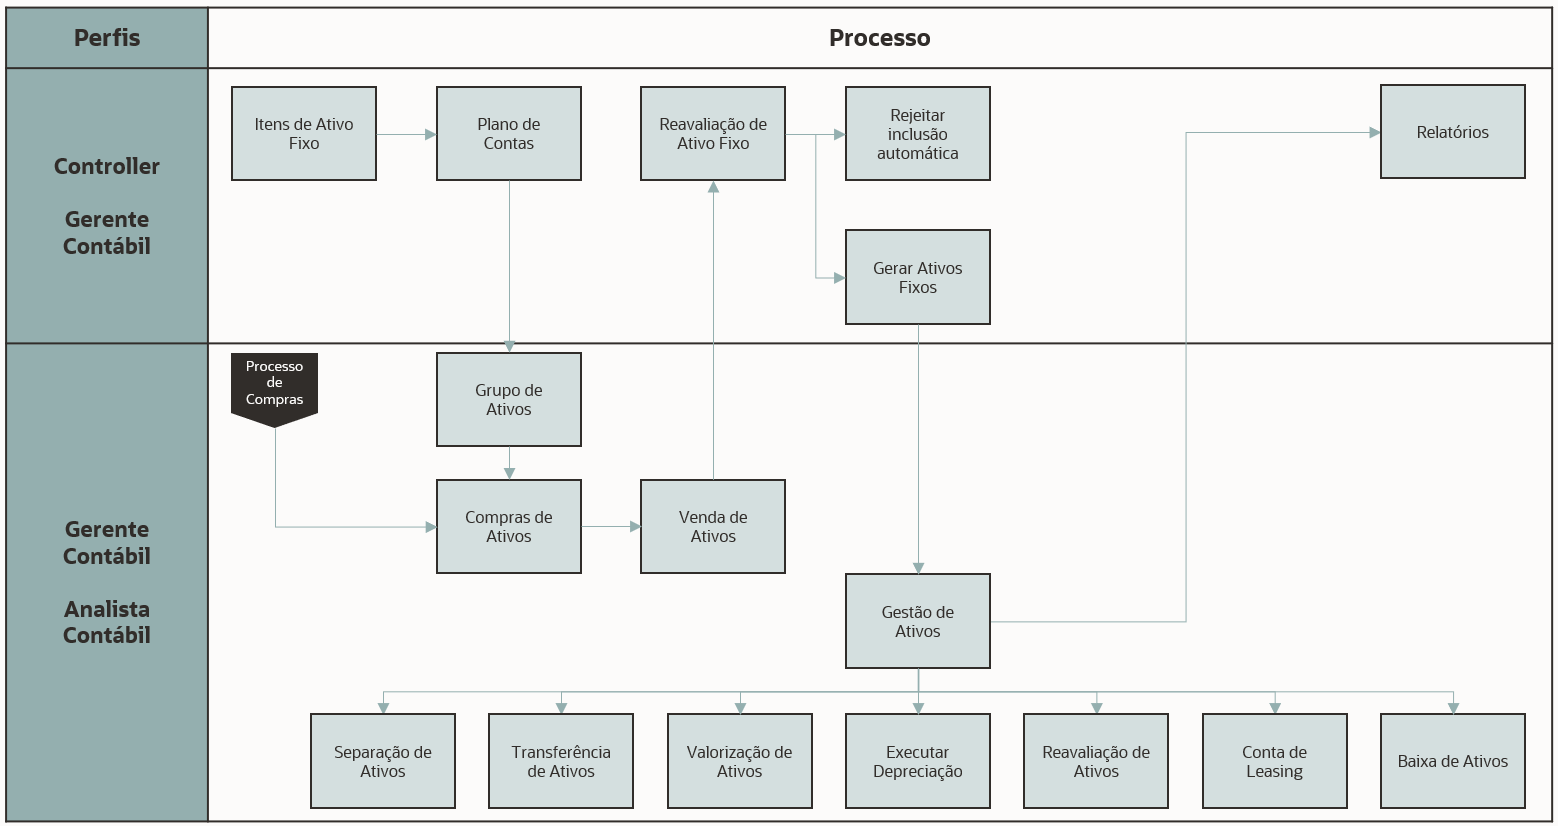 Perfis
Processo
Controller
Gerente
Contábil
Itens de Ativo
Fixo
Plano de
Contas
Reavaliação de
Ativo Fixo
Rejeitar
inclusão
automática
Relatórios
Gerar Ativos
Fixos
Gerente
Contábil
Analista
Contábil
Processo
de
Compras
Grupo de
Ativos
Compras de
Ativos
Venda de
Ativos
Gestão de
Ativos
Separação de
Ativos
Transferência
de Ativos
Valorização de
Ativos
Executar
Depreciação
Reavaliação de
Ativos
Conta de
Leasing
Baixa de Ativos